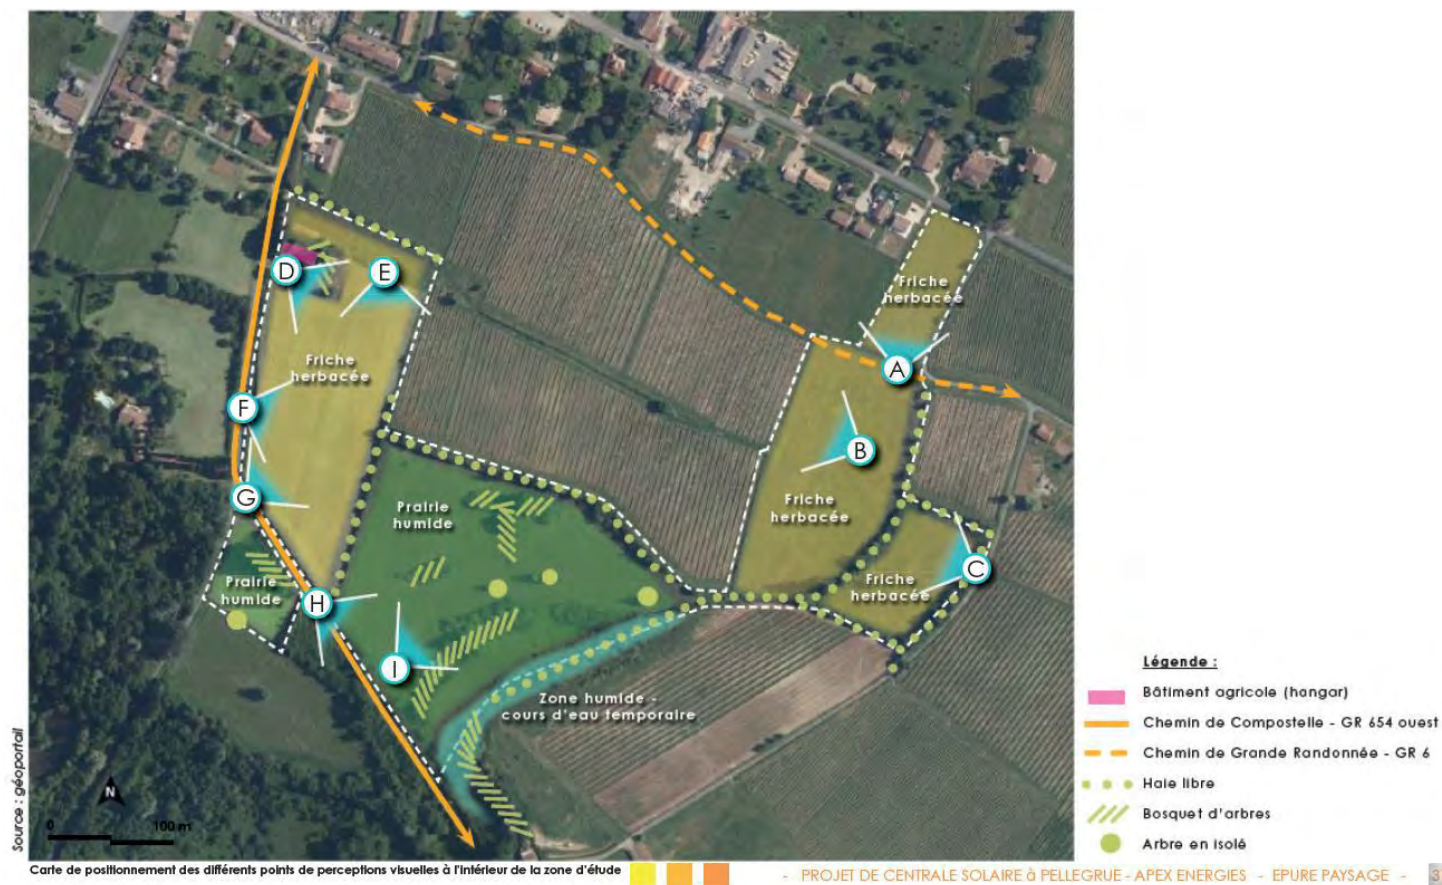 Friche
herbacée
D
E
Friche
herbacée
A
F
B
G
Prairie
humide
Friche
herbacée
C
Prairie
humide
H
Friche
herbacée
I
Zone humide -
cours d'eau temporaire
N
0 100 m
Source : géoportail
Légende :
Bâtiment agricole (hangar)
Chemin de Compostelle - GR 654 ouest
Chemin de Grande Randonnée - GR 6
Haie libre
Bosquet d'arbres
Arbre en isolé
Carte de positionnement des différents points de perceptions visuelles à l'intérieur de la zone d'étude
- PROJET DE CENTRALE SOLAIRE à PELLEGRUE - APEX ENERGIES - EPURE PAYSAGE -